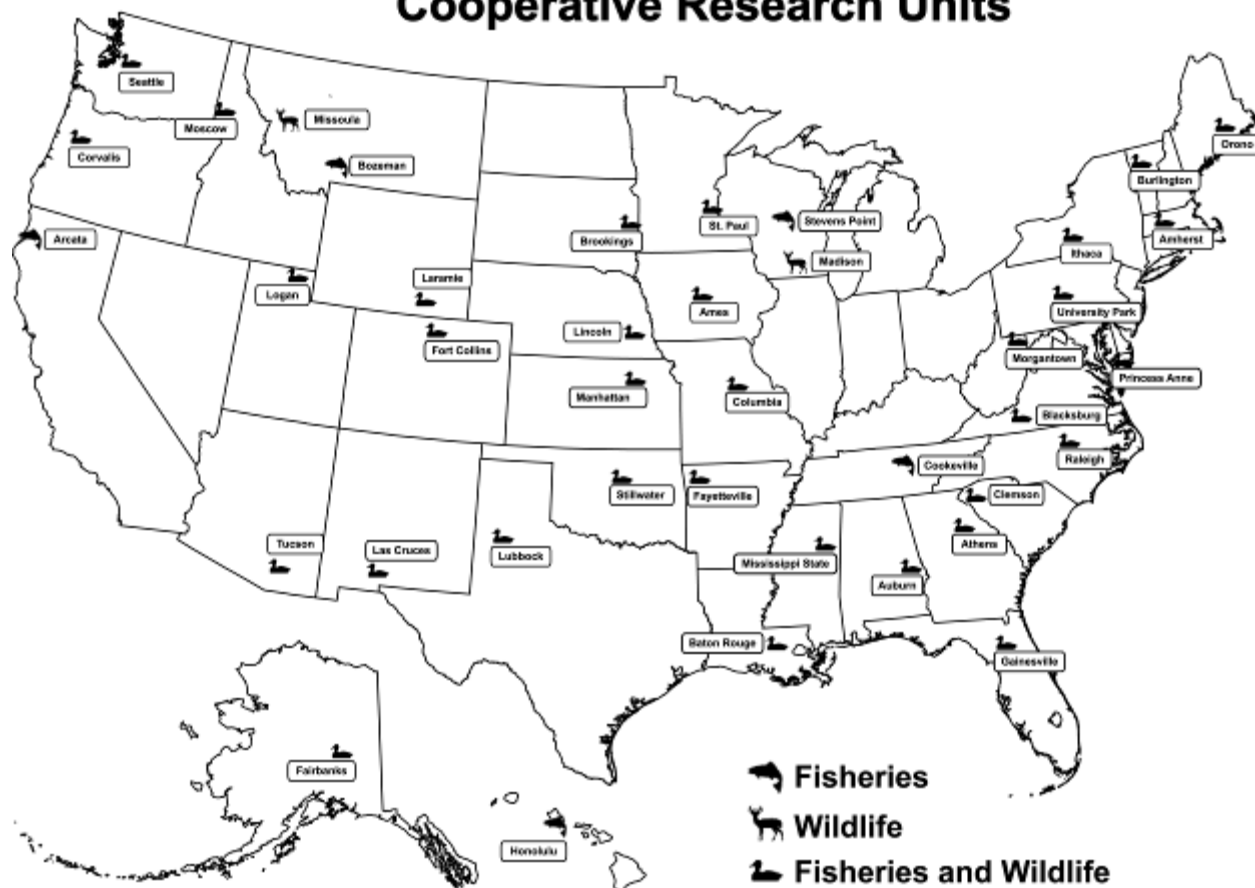 Cooperative Research Units
Seattle
Moscow
Missoula
Corvalis
Bozeman
Orono
Burlington
Arcata
St. Paul
Stevens Point
Brookings
Amherst
Ithaca
Madison
Laramie
Logan
Ames
University Park
Lincoln
Fort Collins
Morgantown
Princess Anne
Manhattan
Columbia
Blacksburg
Raleigh
Cookeville
Stillwater
Fayetteville
Clemson
Tucson
Las Cruces
Lubbock
Athens
Mississippi State
Auburn
Baton Rouge
Gainesville
Fairbanks
Honolulu
Fisheries
Wildlife
Fisheries and Wildlife